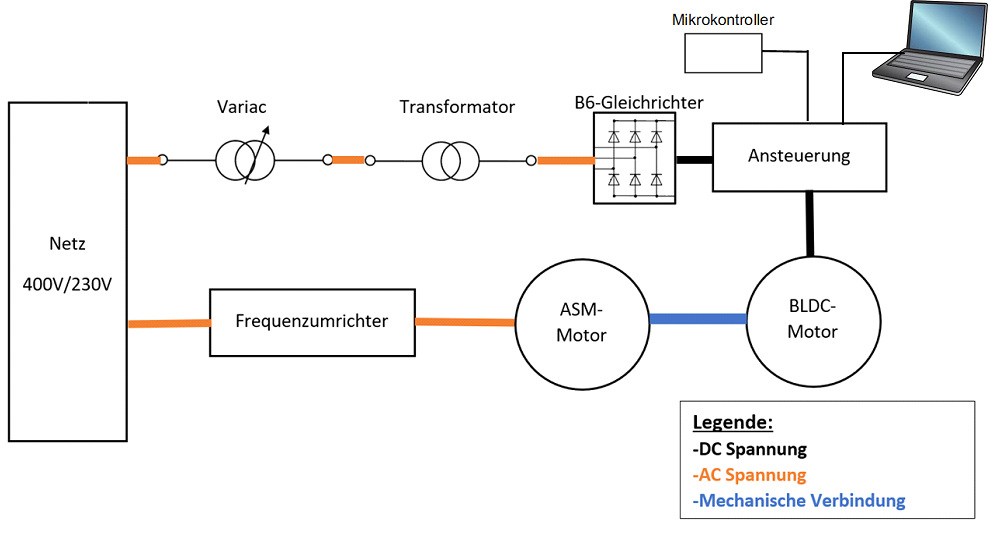 Mikrokontroller
Variac
Transformator
B6-Gleichrichter
Ansteuerung
Netz
400V/230V
Frequenzumrichter
ASM-
Motor
BLDC-
Motor
Legende:
-DC Spannung
-AC Spannung
-Mechanische Verbindung